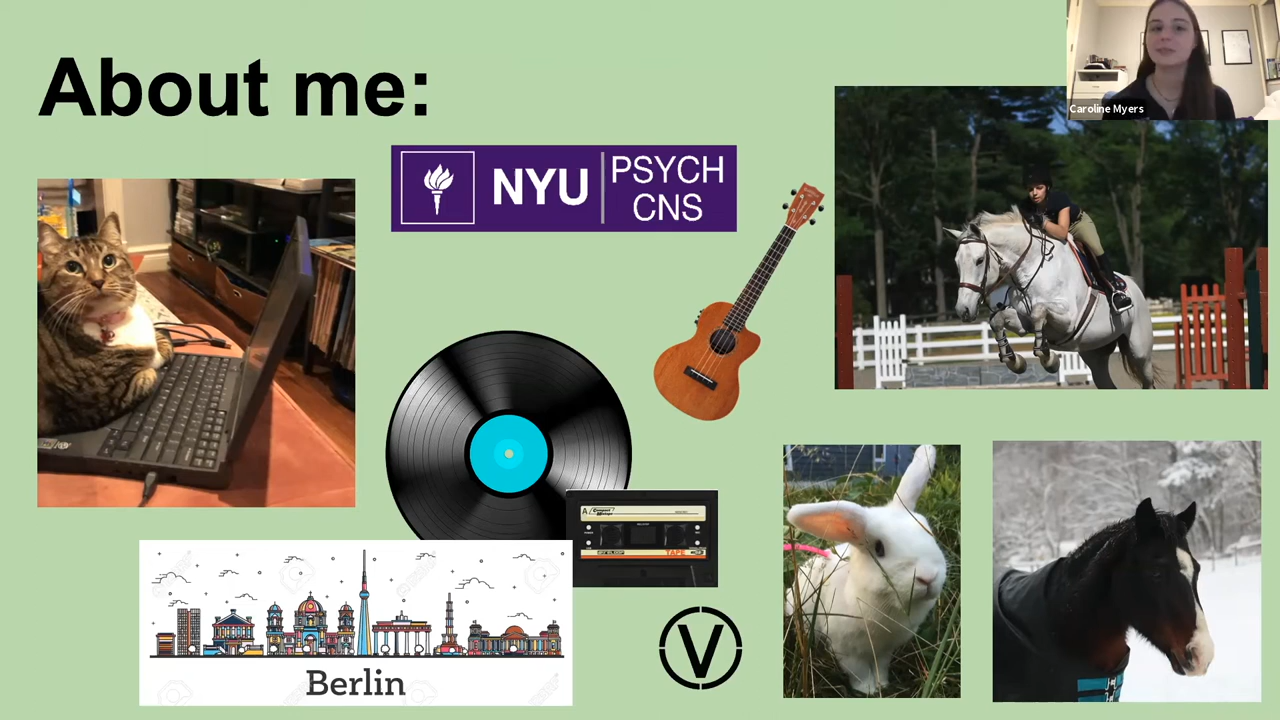 About me:
Caroline Myers
NYU
PSYCH
CNS
A
TAPE
Berlin
V